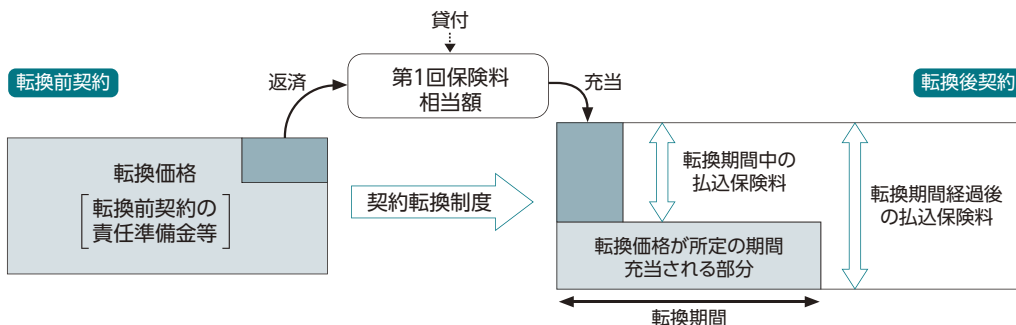 貸付
第1回保険料
相当額
返済
充当
転換前契約
転換後契約
転換価格
転換前契約の
責任準備金等
契約転換制度
転換期間中の
払込保険料
転換期間経過後
の払込保険料
転換価格が所定の期間
充当される部分
転換期間